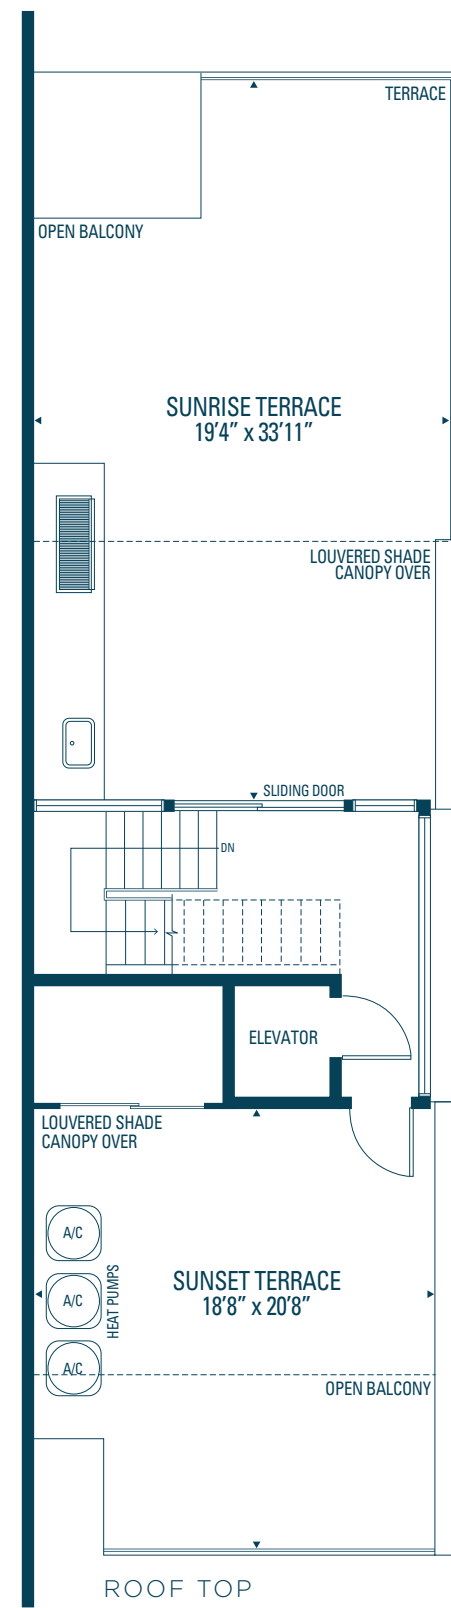 TERRACE
OPEN BALCONY
SUNRISE TERRACE
19’4” x 33’11”
LOUVERED SHADE
CANOPY OVER
SLIDING DOOR
DN
ELEVATOR
LOUVERED SHADE
CANOPY OVER
A/C
A/C
A/C
HEAT PUMPS
SUNSET TERRACE
18’8” x 20’8”
OPEN BALCONY
ROOF TOP